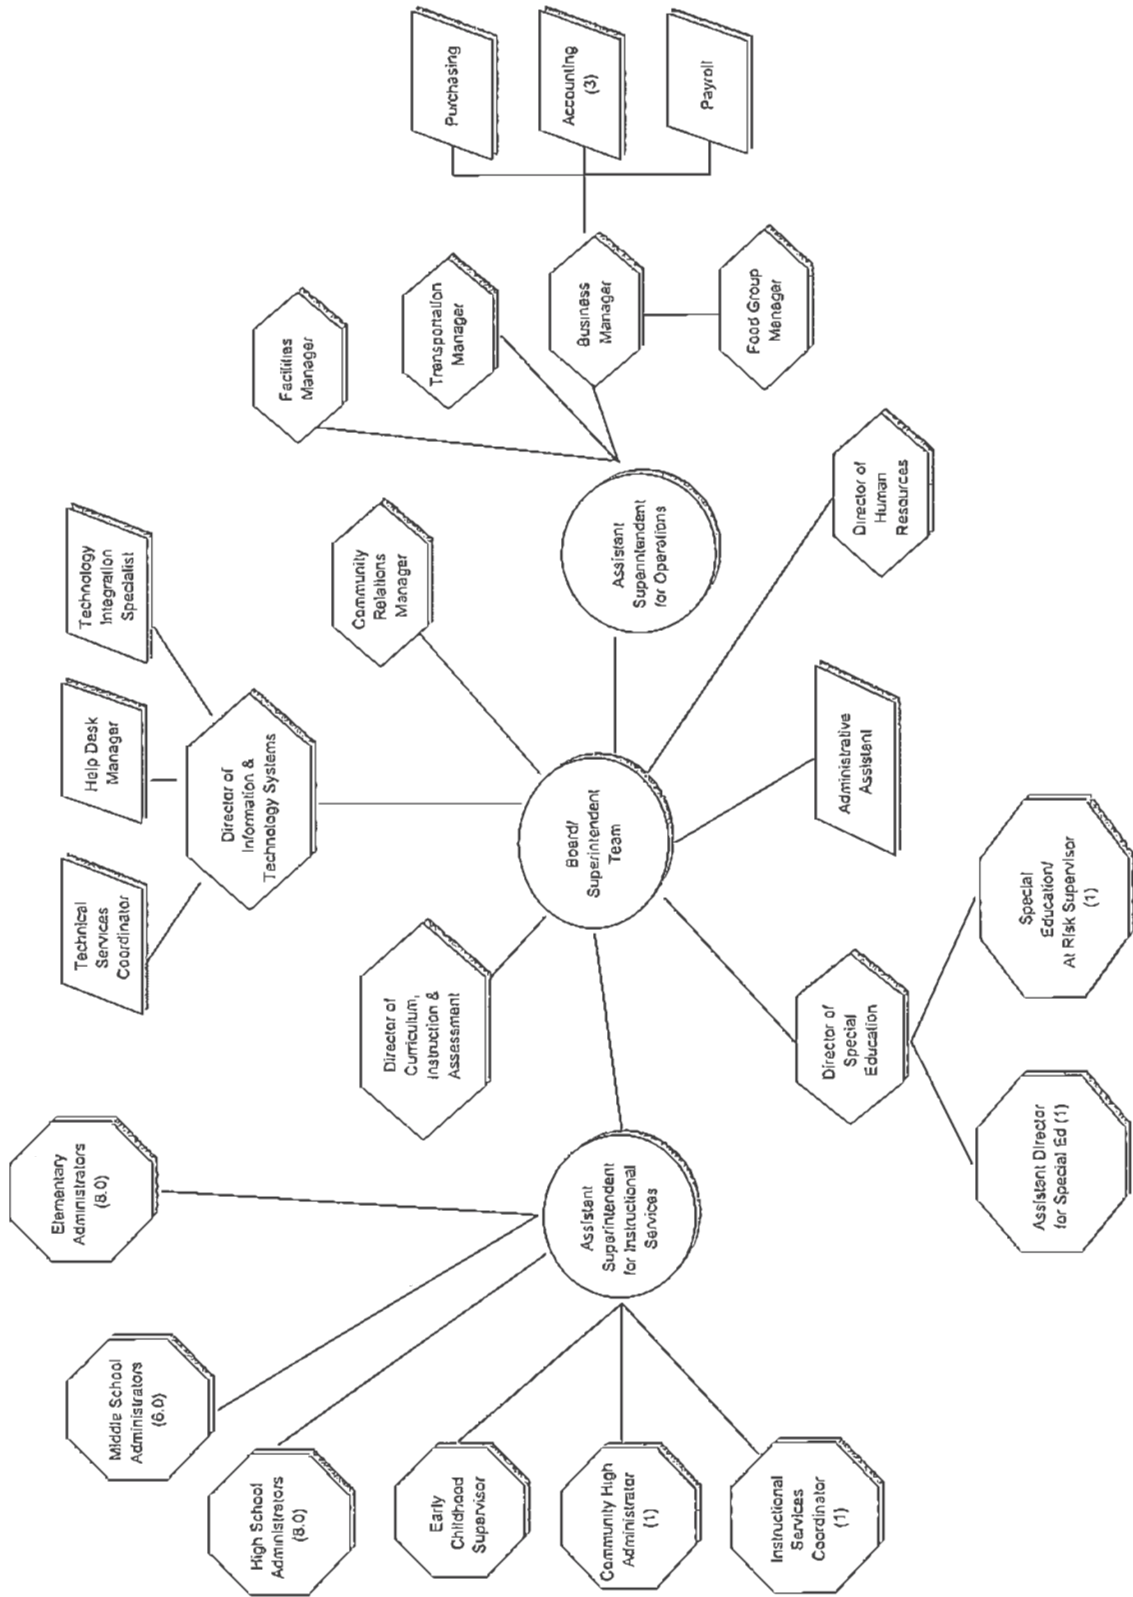 Elementary
Administrators
(8.0)
Middle School
Administrators
(6.0)
High School
Administrators
(8.0)
Early
Childhood
Supervisor
Community High
Administrator
(1)
Instructional
Services
Coordinator
(1)
Assistant
Superintendent
for Instructional
Services
Technical
Services
Coordinator
Help Desk
Manager
Technology
Integration
Specialist
Director of
Information &
Technology Systems
Director of
Curriculum,
Instruction &
Assessment
Community
Relations
Manager
Board/
Superintendent
Team
Administrative
Assistant
Director of
Special
Education
Assistant Director
for Special Ed (1)
Special
Education/
At Risk Supervisor
(1)
Assistant
Superintendent
for Operations
Director of
Human
Resources
Facilities
Manager
Transportation
Manager
Business
Manager
Food Group
Manager
Purchasing
Accounting
(3)
Payroll